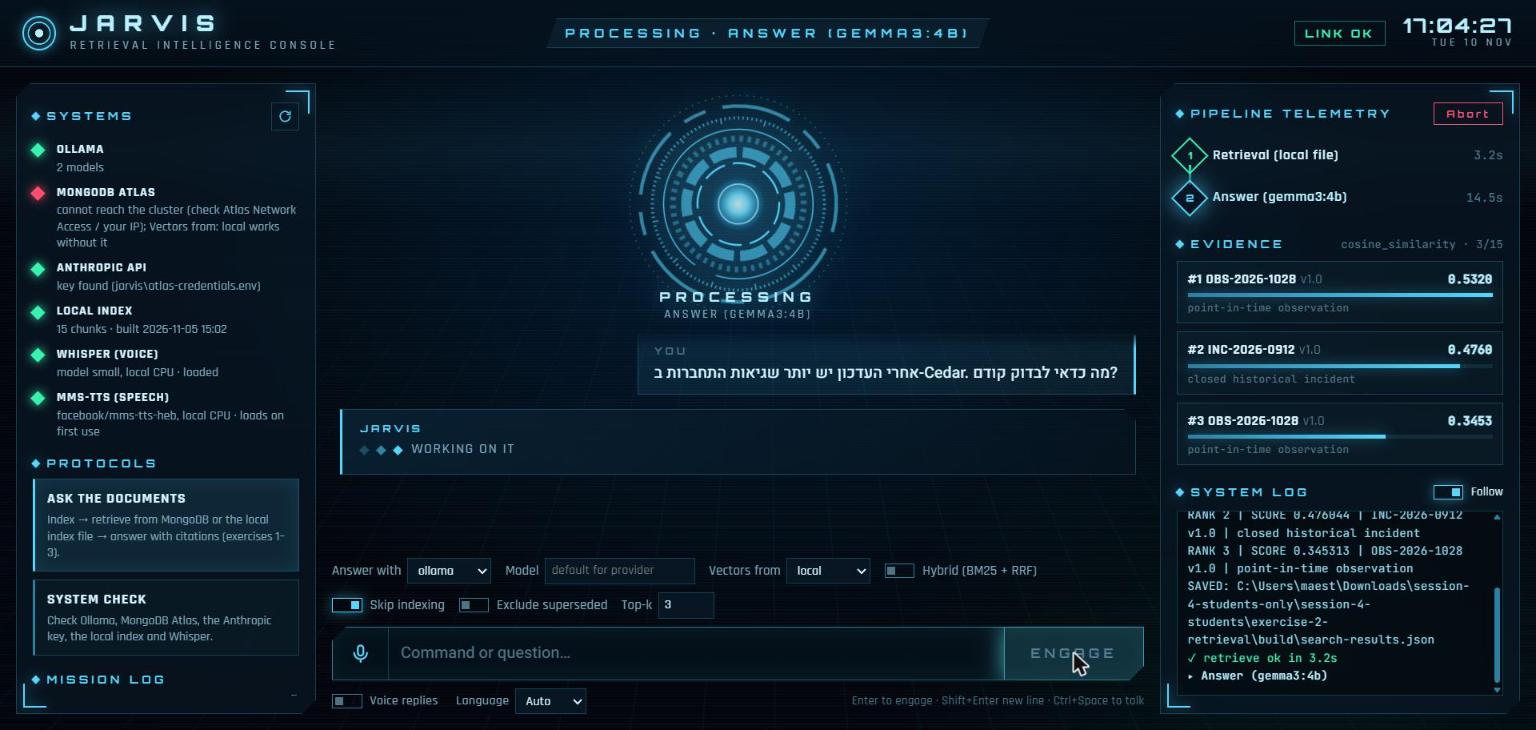 JARVIS
RETRIEVAL INTELLIGENCE CONSOLE
PROCESSING · ANSWER (GEMMA3:4B)
LINK OK
17:04:27
TUE 10 NOV
SYSTEMS
OLLAMA
2 models
MONGODB ATLAS
cannot reach the cluster (check Atlas Network
Access / your IP); Vectors from: local works
without it
ANTHROPIC API
key found (jarvis\atlas-credentials.env)
LOCAL INDEX
15 chunks · built 2026-11-05 15:02
WHISPER (VOICE)
model small, local CPU · loaded
MMS-TTS (SPEECH)
facebook/mms-tts-heb, local CPU · loads on
first use
PROTOCOLS
ASK THE DOCUMENTS
Index → retrieve from MongoDB or the local
index file → answer with citations (exercises 1–
3).
SYSTEM CHECK
Check Ollama, MongoDB Atlas, the Anthropic
key, the local index and Whisper.
MISSION LOG
–
PROCESSING
ANSWER (GEMMA3:4B)
YOU
אחרי העדכון יש יותר שגיאות התחברות ב-Cedar. מה כדאי לבדוק קודם?
JARVIS
WORKING ON IT
Answer with ollama Model default for provider Vectors from local Hybrid (BM25 + RRF)
Skip indexing Exclude superseded Top-k 3
Command or question…
ENGAGE
Voice replies Language Auto
Enter to engage · Shift+Enter new line · Ctrl+Space to talk
PIPELINE TELEMETRY
Abort
1 Retrieval (local file) 3.2s
2 Answer (gemma3:4b) 14.5s
EVIDENCE
cosine_similarity · 3/15
#1 OBS-2026-1028 v1.0 0.5320
point-in-time observation
#2 INC-2026-0912 v1.0 0.4760
closed historical incident
#3 OBS-2026-1028 v1.0 0.3453
point-in-time observation
SYSTEM LOG
Follow
RANK 2 | SCORE 0.476044 | INC-2026-0912
v1.0 | closed historical incident
RANK 3 | SCORE 0.345313 | OBS-2026-1028
v1.0 | point-in-time observation
SAVED: C:\Users\maest\Downloads\session-
4-students-only\session-4-
students\exercise-2-
retrieval\build\search-results.json
✓ retrieve ok in 3.2s
▸ Answer (gemma3:4b)